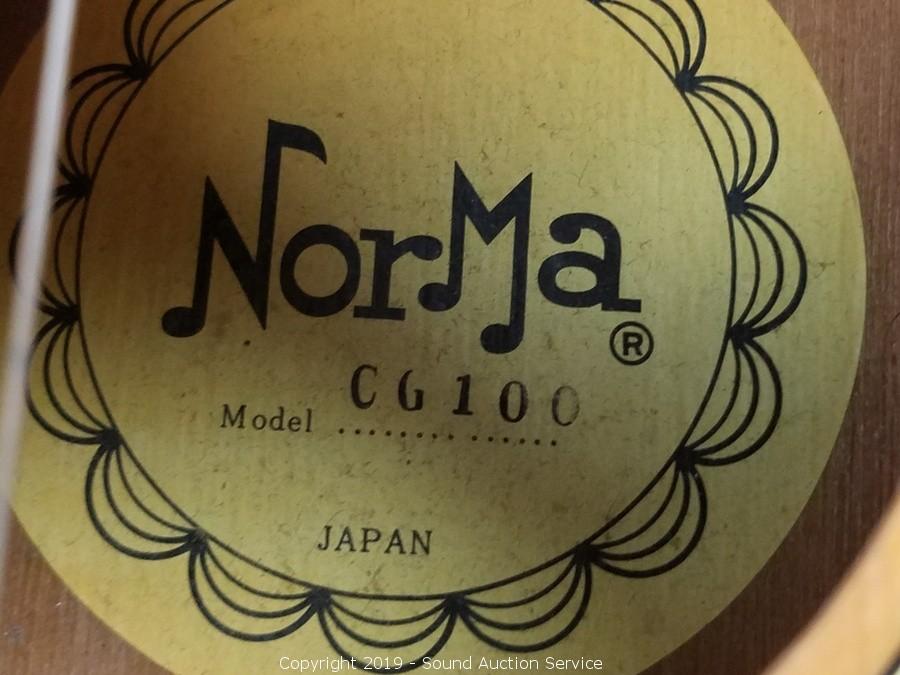 NorMa
®
CG100
Model ...............
JAPAN
Copyright 2019 - Sound Auction Service